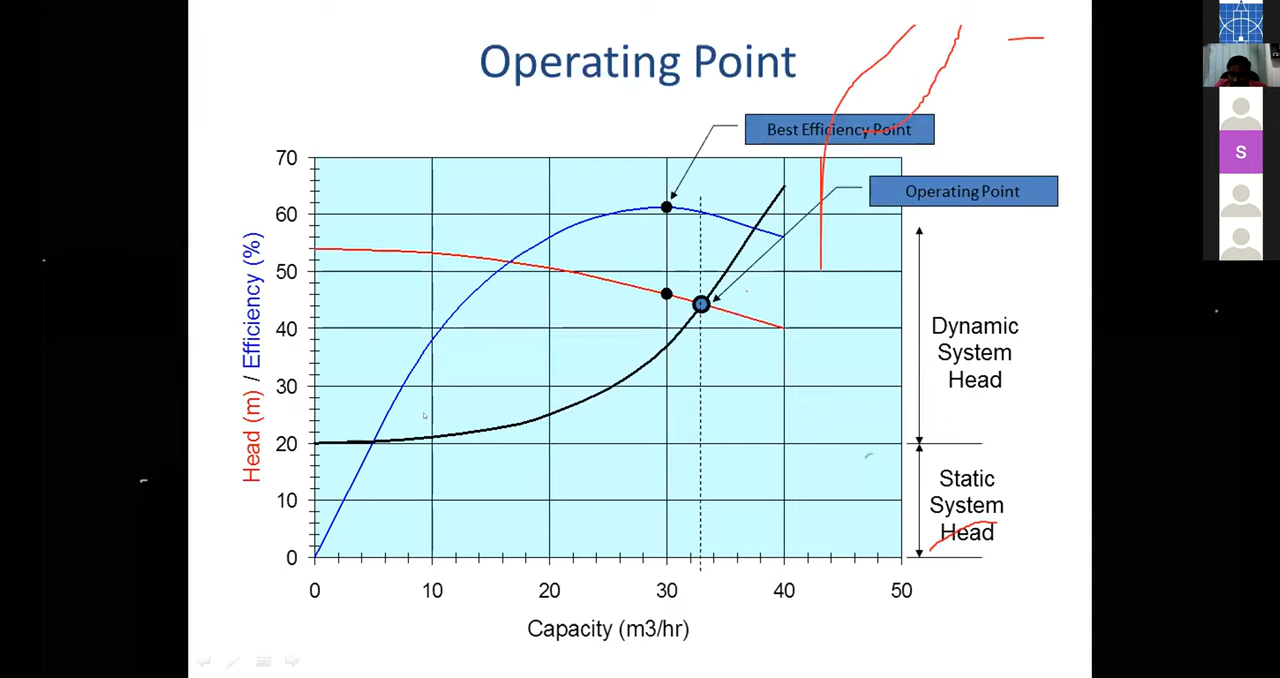 Operating Point
Best Efficiency Point
Operating Point
S
70
60
50
40
30
20
10
0
Head (m) / Efficiency (%)
Dynamic
System
Head
Static
System
Head
0 10 20 30 40 50
Capacity (m3/hr)